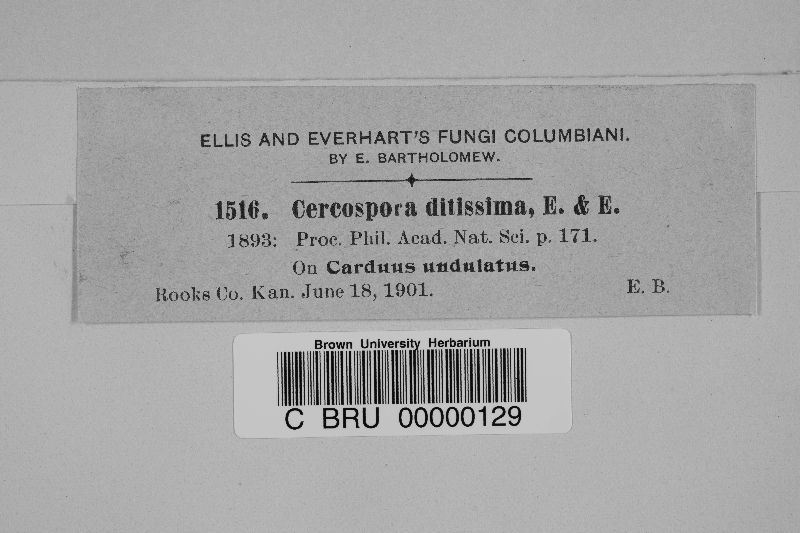 ELLIS AND EVERHART'S FUNGI COLUMBIANI.
BY E. BARTHOLOMEW.
1516. Cercospora ditissima, E. & E.
1893: Proc. Phil. Acad. Nat. Sci. p. 171.
On Carduus undulatus.
Rooks Co. Kan. June 18, 1901. E. B.
Brown University Herbarium
C BRU 00000129